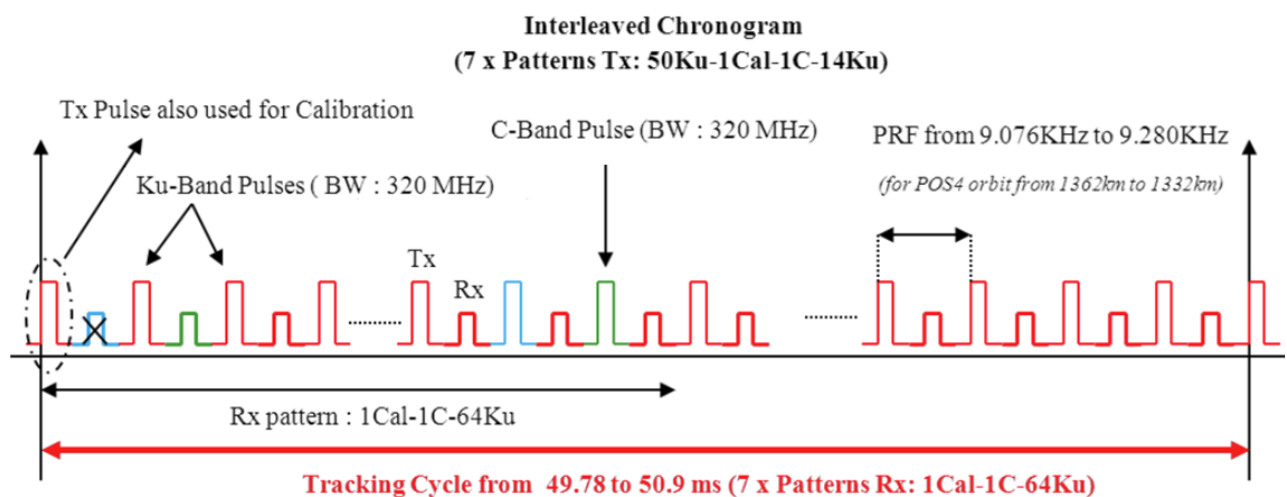 Interleaved Chronogram
(7 x Patterns Tx: 50Ku-1Cal-1C-14Ku)
Tx Pulse also used for Calibration
C-Band Pulse (BW : 320 MHz)
PRF from 9.076KHz to 9.280KHz
(for POS4 orbit from 1362km to 1332km)
Ku-Band Pulses ( BW : 320 MHz)
Tx
Rx
Rx pattern : 1Cal-1C-64Ku
Tracking Cycle from 49.78 to 50.9 ms (7 x Patterns Rx: 1Cal-1C-64Ku)